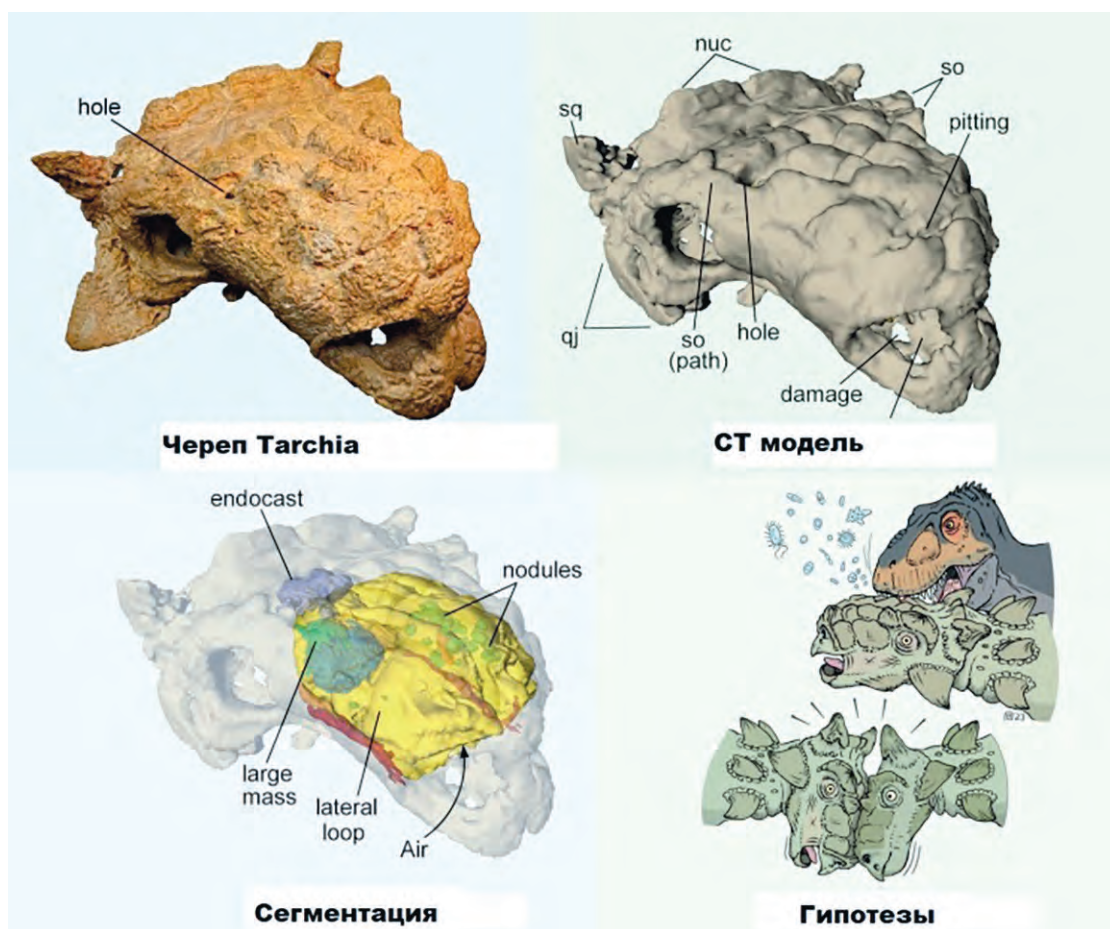 hole
Череп Tarchia
nuc
so
sq
pitting
qj
so
(path)
hole
damage
СТ модель
endocast
nodules
large
mass
lateral
loop
Air
Сегментация
Гипотезы